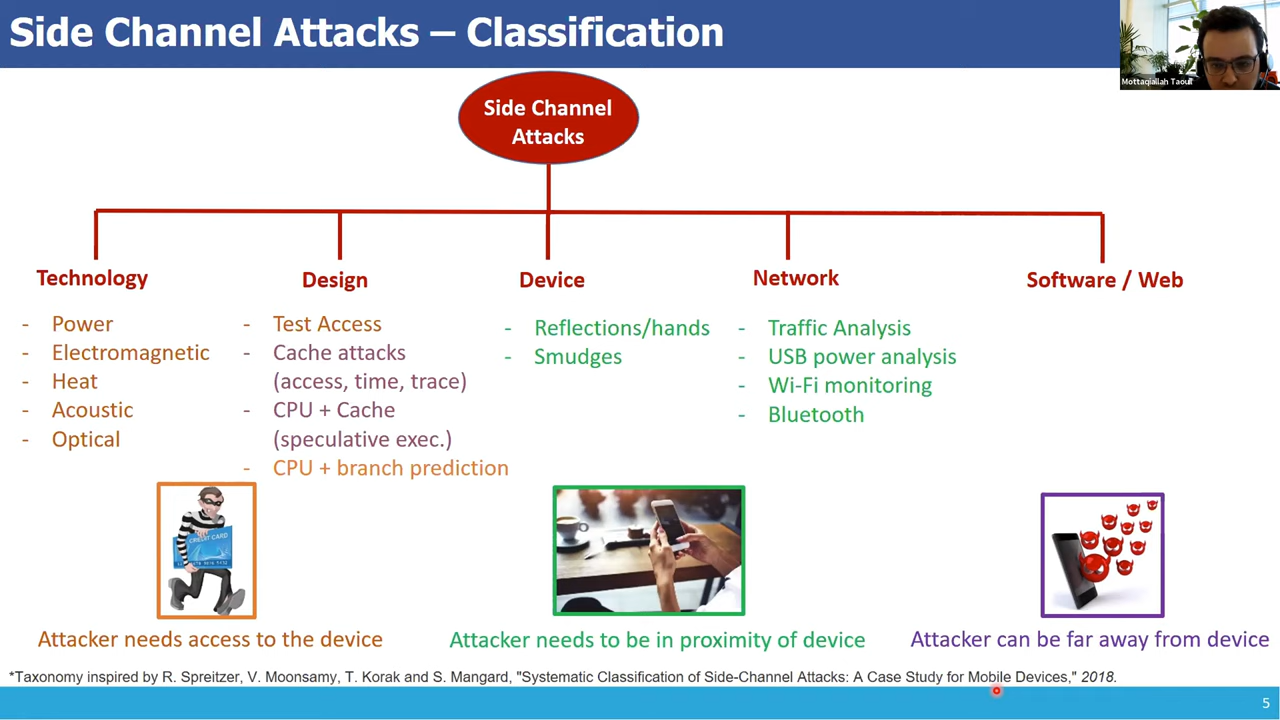 Side Channel Attacks – Classification
Mottaqiallah Taouil
Side Channel
Attacks
Technology
- Power
- Electromagnetic
- Heat
- Acoustic
- Optical
Design
- Test Access
- Cache attacks
(access, time, trace)
- CPU + Cache
(speculative exec.)
- CPU + branch prediction
Device
- Reflections/hands
- Smudges
Network
- Traffic Analysis
- USB power analysis
- Wi-Fi monitoring
- Bluetooth
Software / Web
CREDIT CARD
Attacker needs access to the device
Attacker needs to be in proximity of device
Attacker can be far away from device
*Taxonomy inspired by R. Spreitzer, V. Moonsamy, T. Korak and S. Mangard, "Systematic Classification of Side-Channel Attacks: A Case Study for Mobile Devices," 2018.
5